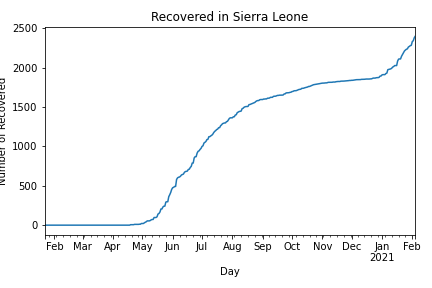 Recovered in Sierra Leone
Number of Recovered
2500
2000
1500
1000
500
0
Feb Mar Apr May Jun Jul Aug Sep Oct Nov Dec Jan Feb
2021
Day